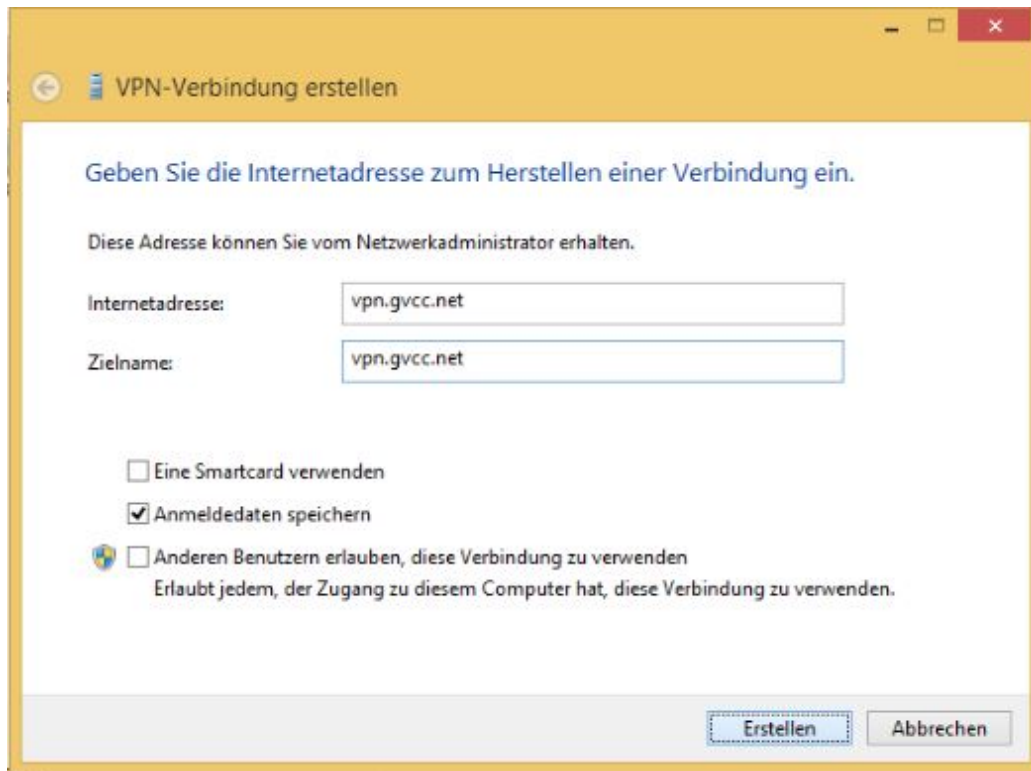 VPN-Verbindung erstellen
Geben Sie die Internetadresse zum Herstellen einer Verbindung ein.
Diese Adresse können Sie vom Netzwerkadministrator erhalten.
Internetadresse: vpn.gvcc.net
Zielname: vpn.gvcc.net
Eine Smartcard verwenden
Anmeldedaten speichern
Anderen Benutzern erlauben, diese Verbindung zu verwenden
Erlaubt jedem, der Zugang zu diesem Computer hat, diese Verbindung zu verwenden.
Erstellen Abbrechen